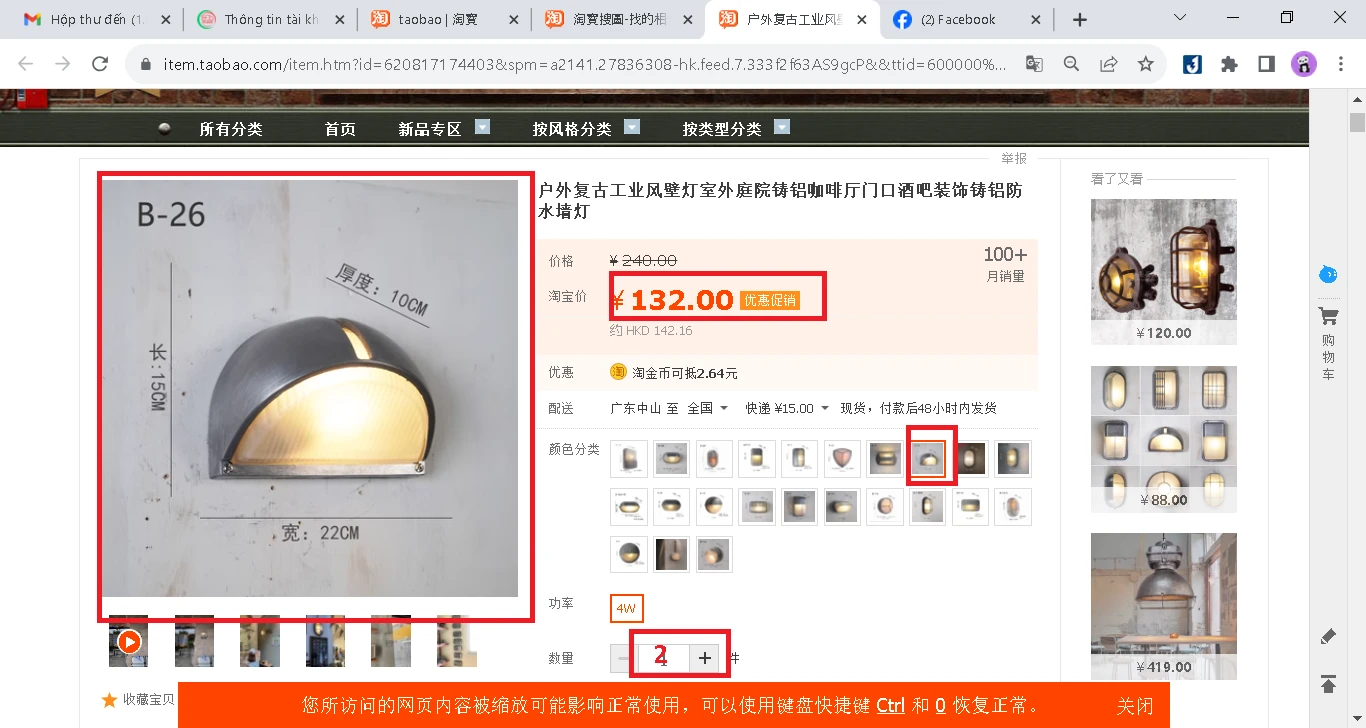 Hộp thư đến (1.
Thông tin tài kh
taobao | 淘寶
淘寶搜圖-找的相
户外复古工业风壁
(2) Facebook
item.taobao.com/item.htm?id=620817174403&spm=a2141.27836308-hk.feed.7.333f2f63AS9gcP&&ttid=600000%...
所有分类
首页
新品专区
按风格分类
按类型分类
举报
B-26
厚度：10CM
长:15CM
宽：22CM
户外复古工业风壁灯室外庭院铸铝咖啡厅门口酒吧装饰铸铝防
水墙灯
价格
¥ 240.00
100+
月销量
淘宝价
¥ 132.00 优惠促销
约 HKD 142.16
优惠
淘金币可抵2.64元
配送
广东中山 至 全国 快递 ¥15.00 现货，付款后48小时内发货
颜色分类
功率
4W
数量
2
件
收藏宝贝
看了又看
¥120.00
¥88.00
¥419.00
购
物
车
您所访问的网页内容被缩放可能影响正常使用，可以使用键盘快捷键 Ctrl 和 0 恢复正常。
关闭